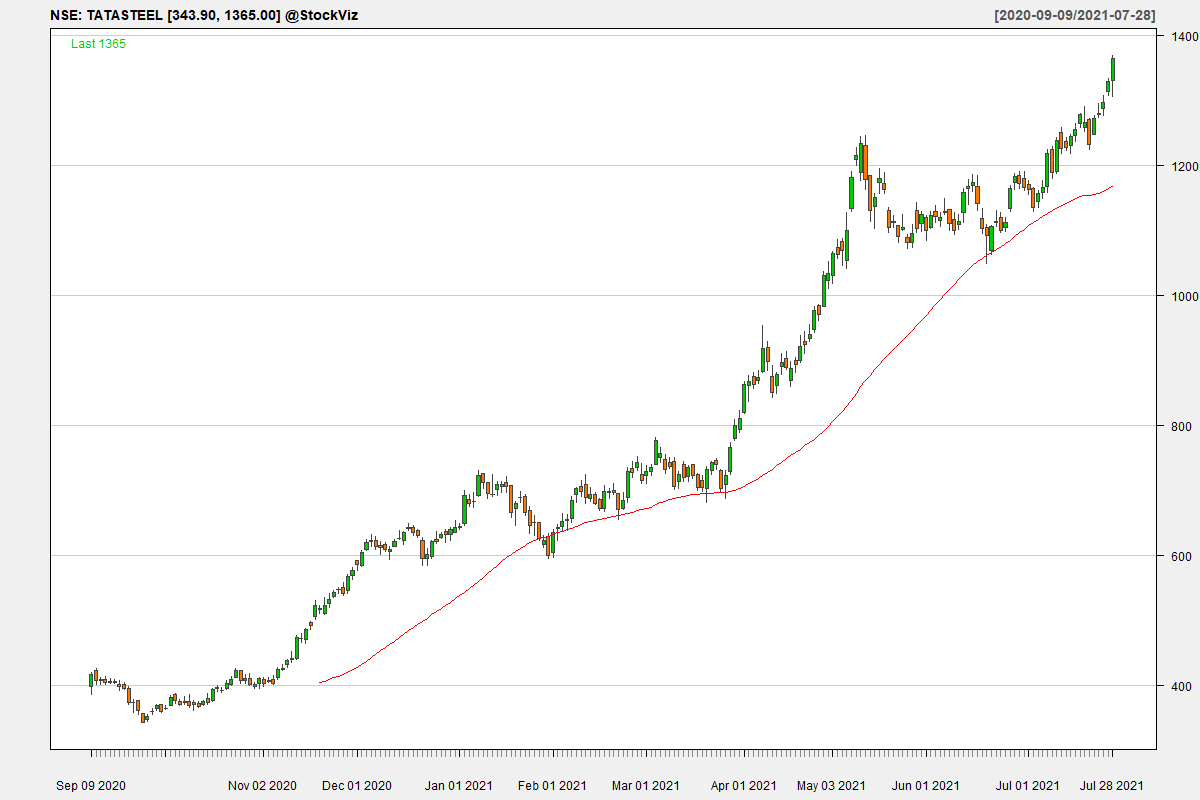 NSE: TATASTEEL [343.90, 1365.00] @StockViz
[2020-09-09/2021-07-28]
Last 1365
1400
1200
1000
800
600
400
Sep 09 2020
Nov 02 2020
Dec 01 2020
Jan 01 2021
Feb 01 2021
Mar 01 2021
Apr 01 2021
May 03 2021
Jun 01 2021
Jul 01 2021
Jul 28 2021